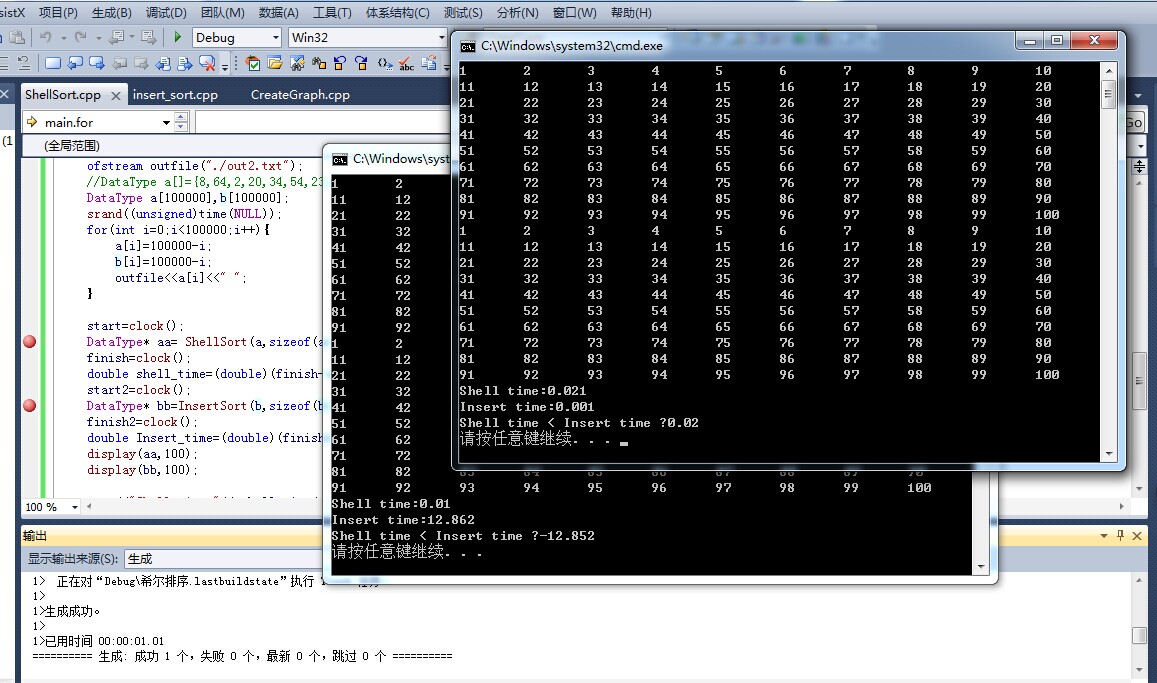 sistX 项目(P) 生成(B) 调试(D) 团队(M) 数据(A) 工具(T) 体系结构(C) 测试(S) 分析(N) 窗口(W) 帮助(H)
Debug Win32
ShellSort.cpp insert_sort.cpp CreateGraph.cpp
main.for
Go
(1
(全局范围)
ofstream outfile("./out2.txt");
//DataType a[]={8,64,2,20,34,54,23
DataType a[100000],b[100000];
srand((unsigned)time(NULL));
for(int i=0;i<100000;i++){
a[i]=100000-i;
b[i]=100000-i;
outfile<<a[i]<<" ";
}
start=clock();
DataType* aa= ShellSort(a,sizeof(a
finish=clock();
double shell_time=(double)(finish-
start2=clock();
DataType* bb=InsertSort(b,sizeof(b
finish2=clock();
double Insert_time=(double)(finish
display(aa,100);
display(bb,100);
100 %
C:\Windows\syst
1 2
11 12
21 22
31 32
41 42
51 52
61 62
71 72
81 82
91 92
1 2
11 12
21 22
31 32
41 42
51 52
61 62
71 72
81 82 83 84 85 86 87 88 89 90
91 92 93 94 95 96 97 98 99 100
Shell time:0.01
Insert time:12.862
Shell time < Insert time ?-12.852
请按任意键继续. . .
C:\Windows\system32\cmd.exe
1 2 3 4 5 6 7 8 9 10
11 12 13 14 15 16 17 18 19 20
21 22 23 24 25 26 27 28 29 30
31 32 33 34 35 36 37 38 39 40
41 42 43 44 45 46 47 48 49 50
51 52 53 54 55 56 57 58 59 60
61 62 63 64 65 66 67 68 69 70
71 72 73 74 75 76 77 78 79 80
81 82 83 84 85 86 87 88 89 90
91 92 93 94 95 96 97 98 99 100
1 2 3 4 5 6 7 8 9 10
11 12 13 14 15 16 17 18 19 20
21 22 23 24 25 26 27 28 29 30
31 32 33 34 35 36 37 38 39 40
41 42 43 44 45 46 47 48 49 50
51 52 53 54 55 56 57 58 59 60
61 62 63 64 65 66 67 68 69 70
71 72 73 74 75 76 77 78 79 80
81 82 83 84 85 86 87 88 89 90
91 92 93 94 95 96 97 98 99 100
Shell time:0.021
Insert time:0.001
Shell time < Insert time ?0.02
请按任意键继续. . .
输出
显示输出来源(S): 生成
1> 正在对“Debug\希尔排序.lastbuildstate”执行
1>
1>生成成功。
1>
1>已用时间 00:00:01.01
========== 生成: 成功 1 个，失败 0 个，最新 0 个，跳过 0 个 ==========